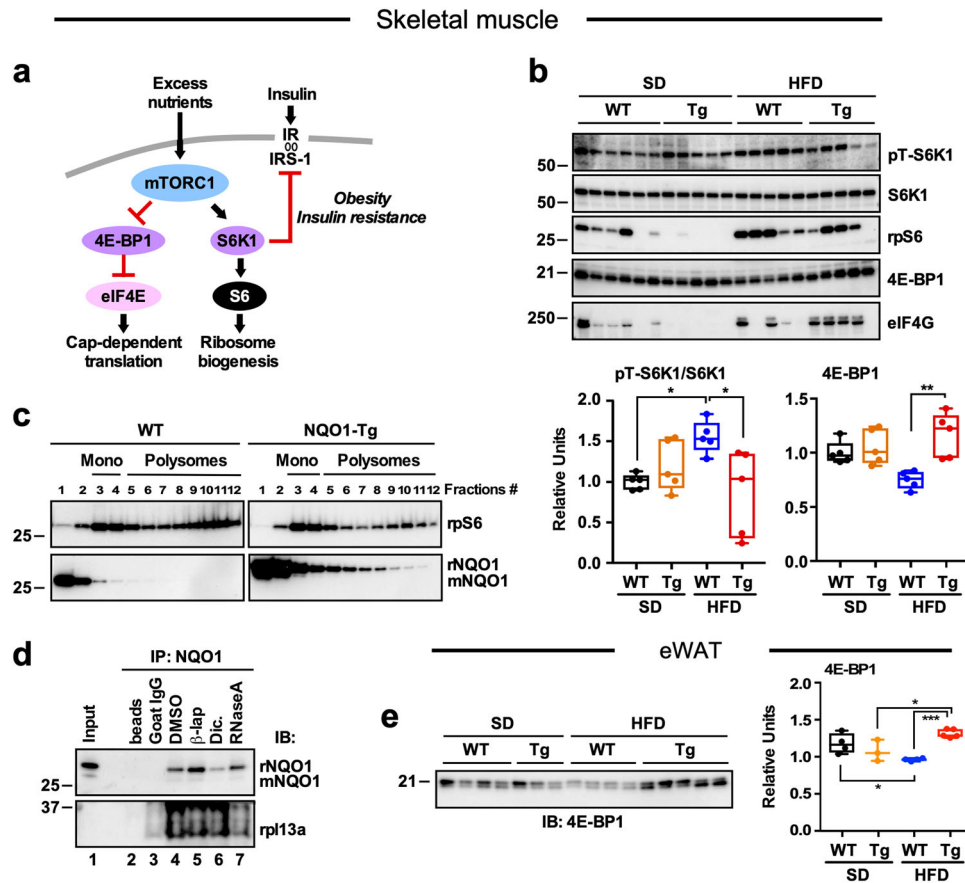 Skeletal muscle
a
Excess
nutrients
Insulin
IR
IRS-1
mTORC1
Obesity
Insulin resistance
4E-BP1
S6K1
eIF4E
S6
Cap-dependent
translation
Ribosome
biogenesis
b
SD HFD
WT Tg WT Tg
50 pT-S6K1
50 S6K1
25 rpS6
21 4E-BP1
250 eIF4G
pT-S6K1/S6K1
Relative Units
2.0
1.5
1.0
0.5
0.0
* *
WT Tg WT Tg
SD HFD
4E-BP1
1.5
1.0
0.5
0.0
**
WT Tg WT Tg
SD HFD
c
WT NQO1-Tg
Mono Polysomes Mono Polysomes
1 2 3 4 5 6 7 8 9 10 11 12 1 2 3 4 5 6 7 8 9 10 11 12 Fractions #
25 rpS6
25 rNQO1
mNQO1
d
IP: NQO1
Input beads Goat IgG DMSO β-lap Dic. RNaseA
IB:
rNQO1
25 mNQO1
37
rpl13a
1 2 3 4 5 6 7
eWAT
e
SD HFD
WT Tg WT Tg
21
IB: 4E-BP1
4E-BP1
Relative Units
2.0
1.5
1.0
0.5
0.0
*
***
*
WT Tg WT Tg
SD HFD